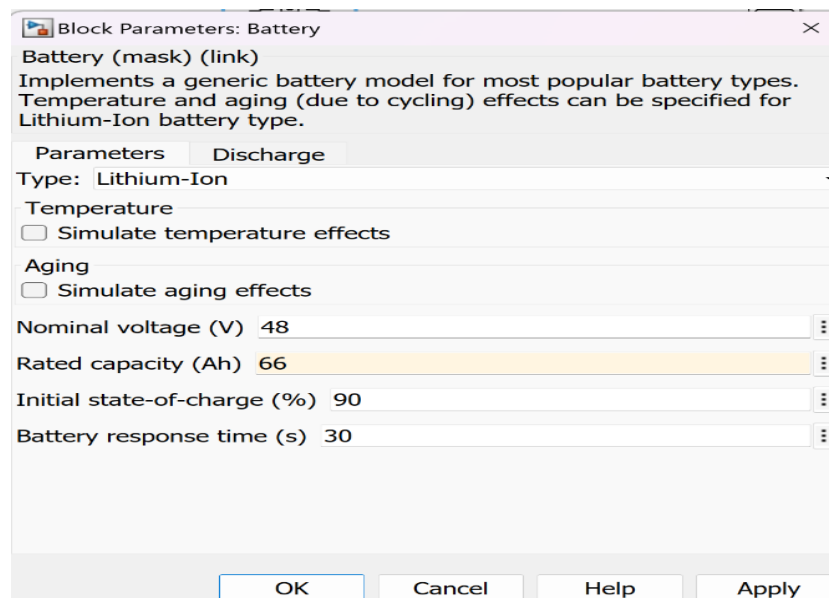 Block Parameters: Battery
Battery (mask) (link)
Implements a generic battery model for most popular battery types.
Temperature and aging (due to cycling) effects can be specified for
Lithium-Ion battery type.
Parameters Discharge
Type: Lithium-Ion
Temperature
Simulate temperature effects
Aging
Simulate aging effects
Nominal voltage (V) 48
Rated capacity (Ah) 66
Initial state-of-charge (%) 90
Battery response time (s) 30
OK Cancel Help Apply